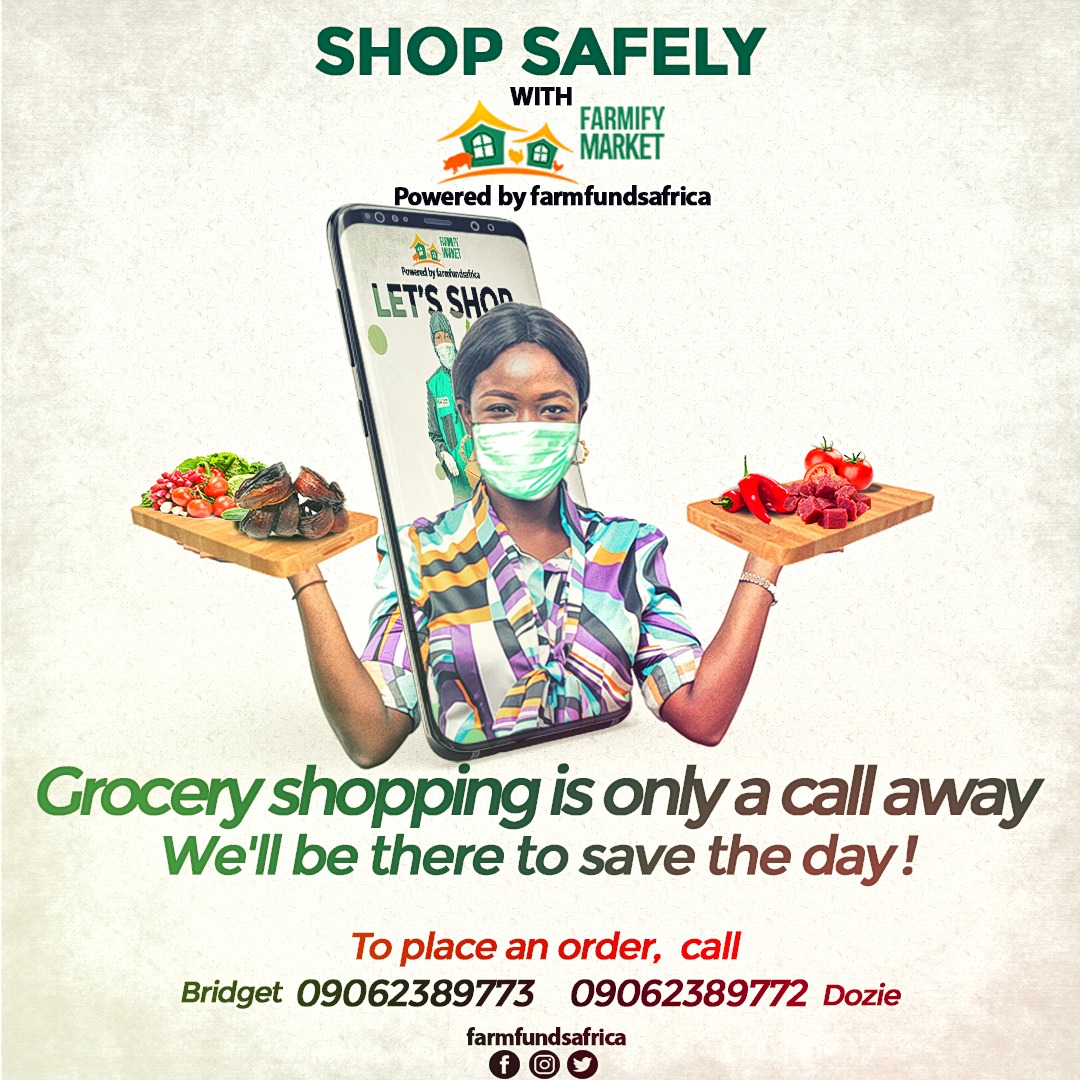 SHOP SAFELY
WITH
FARMIFY
MARKET
Powered by farmfundsafrica
FARMIFY
MARKET
Powered by farmfundsafrica
LET'S SHOP
Grocery shopping is only a call away
We'll be there to save the day!
To place an order, call
Bridget 09062389773 09062389772 Dozie
farmfundsafrica